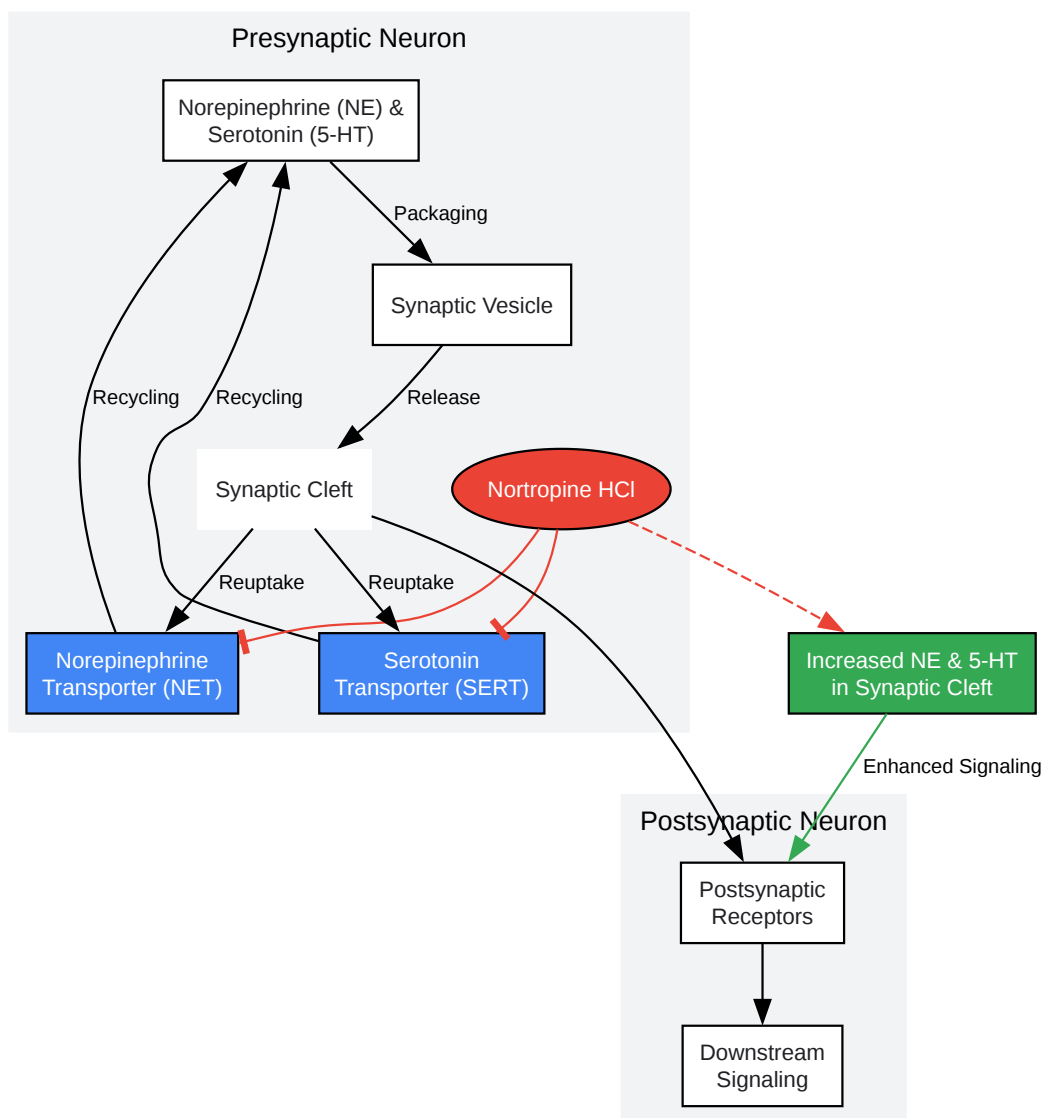 Presynaptic Neuron
Norepinephrine (NE) &
Serotonin (5-HT)
Packaging
Synaptic Vesicle
Recycling
Recycling
Release
Synaptic Cleft
Nortropine HCl
Reuptake
Reuptake
Norepinephrine
Transporter (NET)
Serotonin
Transporter (SERT)
Increased NE & 5-HT
in Synaptic Cleft
Enhanced Signaling
Postsynaptic Neuron
Postsynaptic
Receptors
Downstream
Signaling